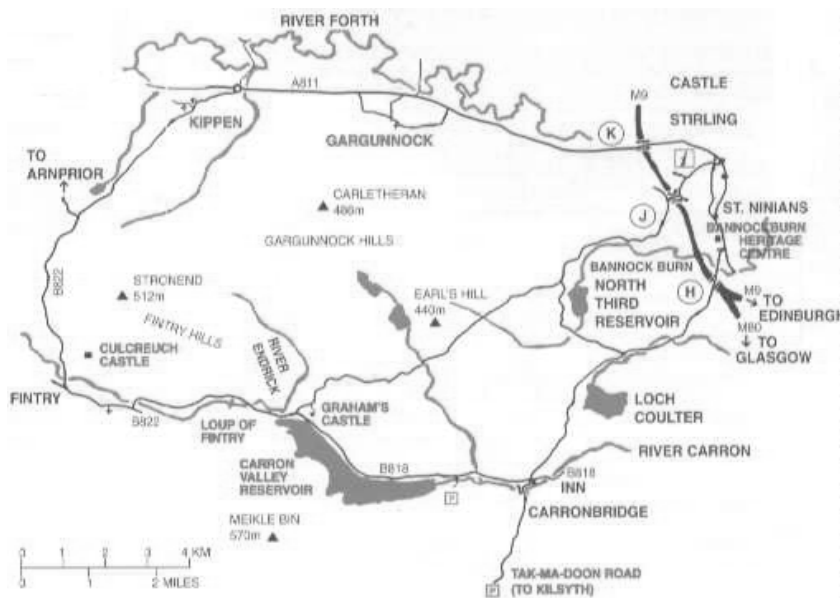 RIVER FORTH
A811
M9
CASTLE
STIRLING
K
KIPPEN
GARGUNNOCK
TO
ARNPRIOR
CARLETHERAN
486m
J
ST. NINIANS
BANNOCKBURN
HERITAGE
CENTRE
GARGUNNOCK HILLS
B822
STRONEND
512m
FINTRY HILLS
EARL'S HILL
440m
BANNOCK BURN
NORTH
THIRD
RESERVOIR
H
M9
TO
EDINBURGH
M80
TO
GLASGOW
CULCREUCH
CASTLE
RIVER
ENDRICK
FINTRY
B822
LOUP OF
FINTRY
GRAHAM'S
CASTLE
LOCH
COULTER
CARRON
VALLEY
RESERVOIR
B818
P
B818
INN
RIVER CARRON
CARRONBRIDGE
MEIKLE BIN
570m
0 1 2 3 4 KM
0 1 2 MILES
P
TAK-MA-DOON ROAD
(TO KILSYTH)